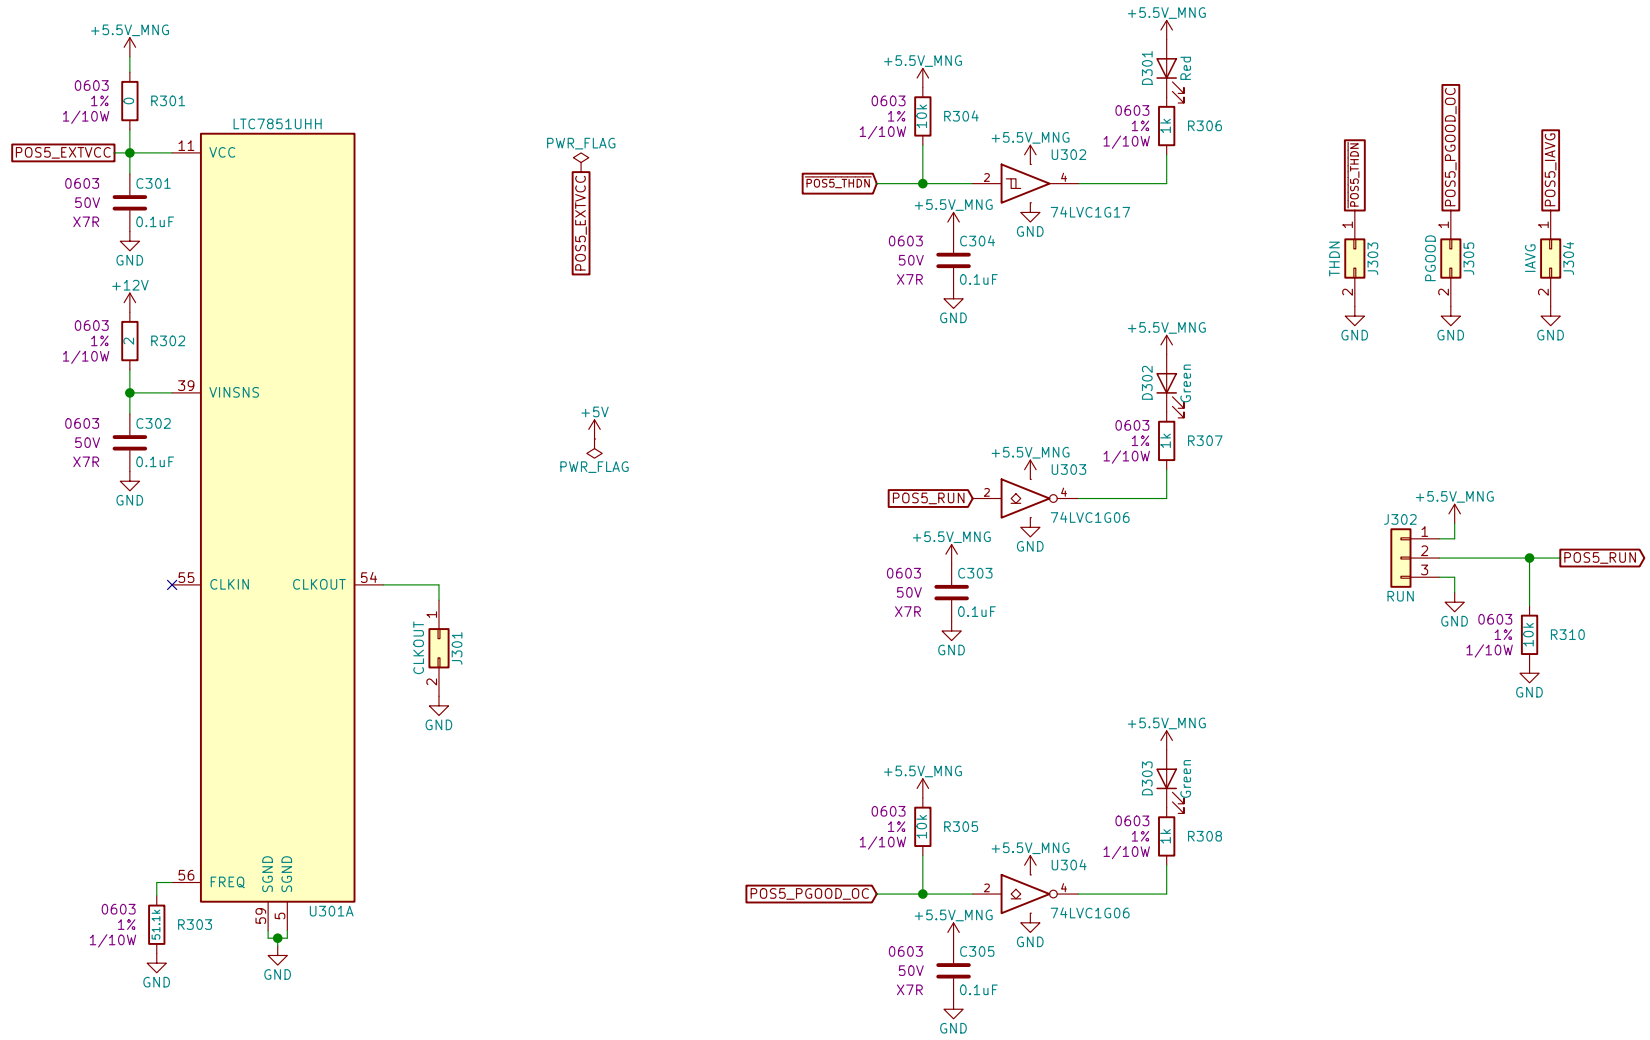 +5.5V_MNG
0603
1%
1/10W
0
R301
LTC7851UHH
POS5_EXTVCC
11
VCC
0603
50V
X7R
C301
0.1uF
GND
+12V
0603
1%
1/10W
2
R302
39
VINSNS
0603
50V
X7R
C302
0.1uF
GND
55
CLKIN
CLKOUT
54
1
CLKOUT
J301
2
GND
56
FREQ
SGND
SGND
59
5
U301A
0603
1%
1/10W
51.1k
R303
GND
GND
PWR_FLAG
POS5_EXTVCC
+5V
PWR_FLAG
+5.5V_MNG
0603
1%
1/10W
10k
R304
POS5_THDN
2
+5.5V_MNG
U302
4
74LVC1G17
GND
+5.5V_MNG
D301
Red
0603
1%
1/10W
1k
R306
+5.5V_MNG
0603
50V
X7R
C304
0.1uF
GND
+5.5V_MNG
D302
Green
0603
1%
1/10W
1k
R307
POS5_RUN
2
+5.5V_MNG
U303
4
74LVC1G06
GND
+5.5V_MNG
0603
50V
X7R
C303
0.1uF
GND
+5.5V_MNG
D303
Green
0603
1%
1/10W
1k
R308
+5.5V_MNG
0603
1%
1/10W
10k
R305
POS5_PGOOD_OC
2
+5.5V_MNG
U304
4
74LVC1G06
GND
+5.5V_MNG
0603
50V
X7R
C305
0.1uF
GND
POS5_THDN
1
THDN
J303
2
GND
POS5_PGOOD_OC
1
PGOOD
J305
2
GND
POS5_IAVG
1
IAVG
J304
2
GND
+5.5V_MNG
J302
1
2
3
RUN
GND
POS5_RUN
0603
1%
1/10W
10k
R310
GND